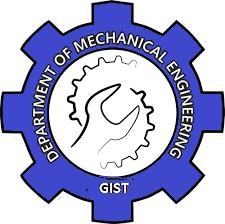 DEPARTMENT OF MECHANICAL ENGINEERING
GIST